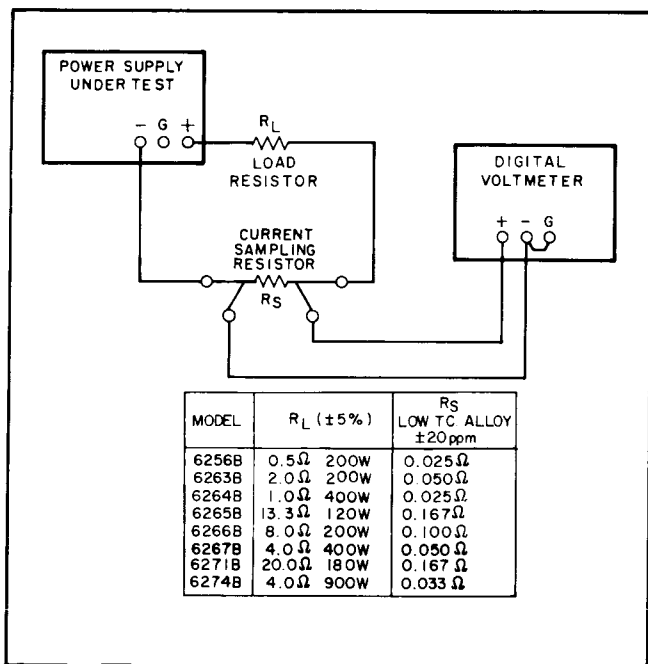 POWER SUPPLY
UNDER TEST
- G +
RL
LOAD
RESISTOR
DIGITAL
VOLTMETER
+ - G
CURRENT
SAMPLING
RESISTOR
RS
MODEL RL (±5%) RS LOW TC ALLOY ±20ppm
6256B 0.5Ω 200W 0.025Ω
6263B 2.0Ω 200W 0.050Ω
6264B 1.0Ω 400W 0.025Ω
6265B 13.3Ω 120W 0.167Ω
6266B 8.0Ω 200W 0.100Ω
6267B 4.0Ω 400W 0.050Ω
6271B 20.0Ω 180W 0.167Ω
6274B 4.0Ω 900W 0.033Ω